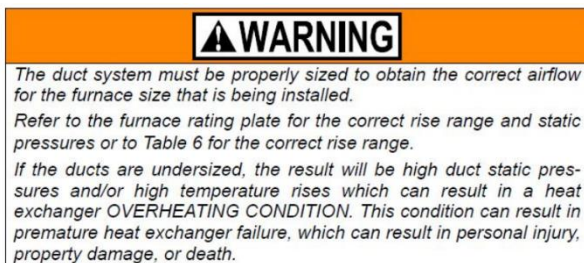 WARNING
The duct system must be properly sized to obtain the correct airflow
for the furnace size that is being installed.
Refer to the furnace rating plate for the correct rise range and static
pressures or to Table 6 for the correct rise range.
If the ducts are undersized, the result will be high duct static pres-
sures and/or high temperature rises which can result in a heat
exchanger OVERHEATING CONDITION. This condition can result in
premature heat exchanger failure, which can result in personal injury,
property damage, or death.